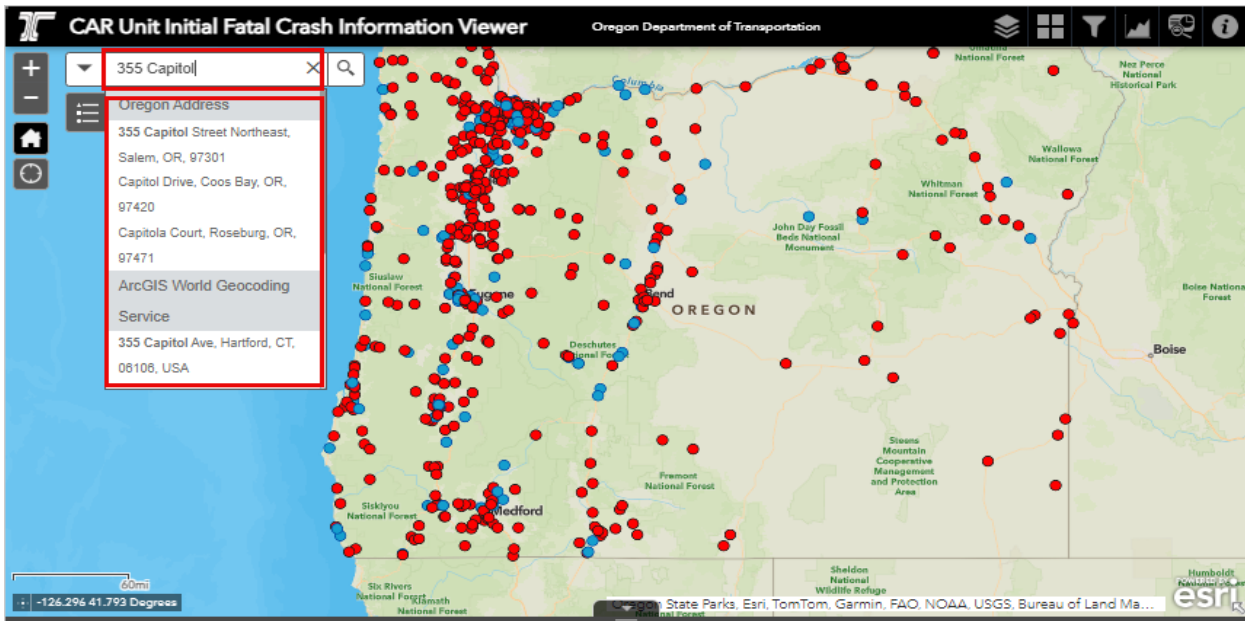 CAR Unit Initial Fatal Crash Information Viewer
Oregon Department of Transportation
355 Capitol
Oregon Address
355 Capitol Street Northeast,
Salem, OR, 97301
Capitol Drive, Coos Bay, OR,
97420
Capitola Court, Roseburg, OR,
97471
ArcGIS World Geocoding
Service
355 Capitol Ave, Hartford, CT,
06106, USA
Columbia
National Forest
Nez Perce
National
Historical Park
Wallowa
National Forest
Whitman
National Forest
John Day Fossil
Beds National
Monument
Siuslaw
National Forest
Bend
OREGON
Boise National
Forest
Deschutes
Boise
Steens
Mountain
Cooperative
Management
and Protection
Area
Fremont
National Forest
Medford
Siskiyou
National Forest
60mi
Six Rivers
National Forest
Klamath
National Forest
Sheldon
National
Wildlife Refuge
Humboldt
-126.296 41.793 Degrees
Oregon State Parks, Esri, TomTom, Garmin, FAO, NOAA, USGS, Bureau of Land Ma...
POWERED BY
esri